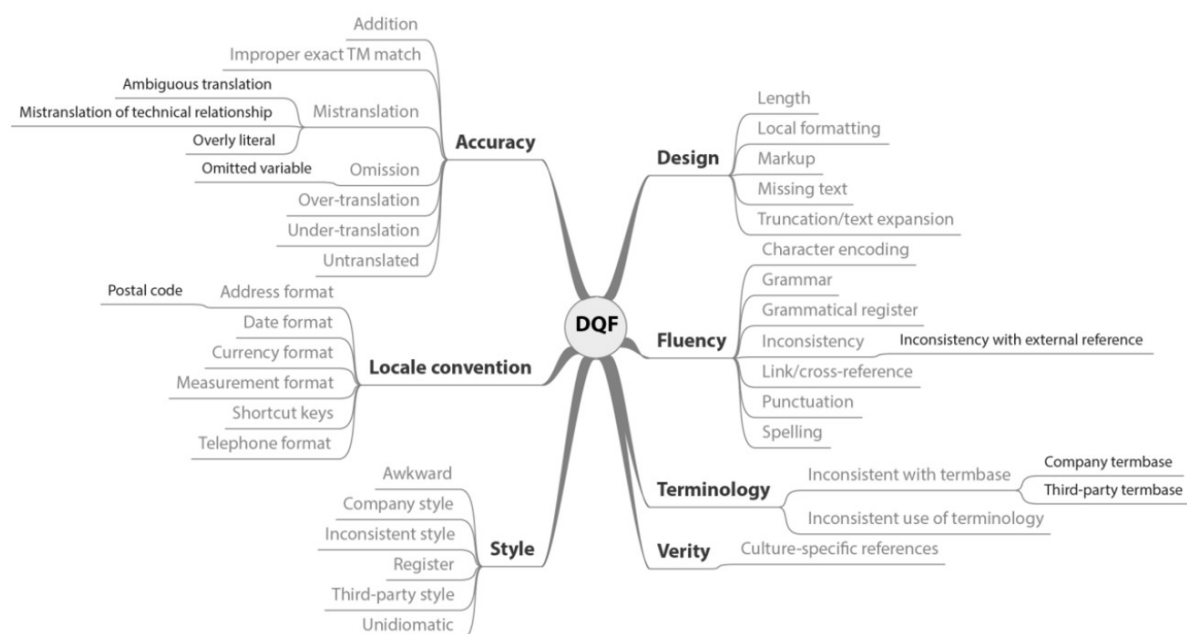 DQF
Accuracy
Addition
Improper exact TM match
Mistranslation
Ambiguous translation
Mistranslation of technical relationship
Overly literal
Omission
Omitted variable
Over-translation
Under-translation
Untranslated
Locale convention
Address format
Postal code
Date format
Currency format
Measurement format
Shortcut keys
Telephone format
Style
Awkward
Company style
Inconsistent style
Register
Third-party style
Unidiomatic
Design
Length
Local formatting
Markup
Missing text
Truncation/text expansion
Fluency
Character encoding
Grammar
Grammatical register
Inconsistency
Inconsistency with external reference
Link/cross-reference
Punctuation
Spelling
Terminology
Inconsistent with termbase
Company termbase
Third-party termbase
Inconsistent use of terminology
Verity
Culture-specific references